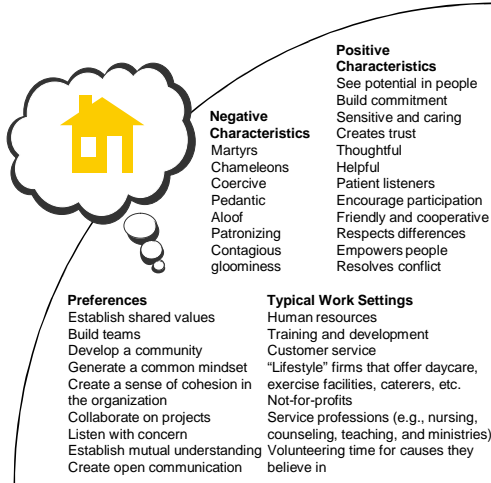 Negative
Characteristics
Martyrs
Chameleons
Coercive
Pedantic
Aloof
Patronizing
Contagious
gloominess
Positive
Characteristics
See potential in people
Build commitment
Sensitive and caring
Creates trust
Thoughtful
Helpful
Patient listeners
Encourage participation
Friendly and cooperative
Respects differences
Empowers people
Resolves conflict
Preferences
Establish shared values
Build teams
Develop a community
Generate a common mindset
Create a sense of cohesion in
the organization
Collaborate on projects
Listen with concern
Establish mutual understanding
Create open communication
Typical Work Settings
Human resources
Training and development
Customer service
“Lifestyle” firms that offer daycare,
exercise facilities, caterers, etc.
Not-for-profits
Service professions (e.g., nursing,
counseling, teaching, and ministries)
Volunteering time for causes they
believe in